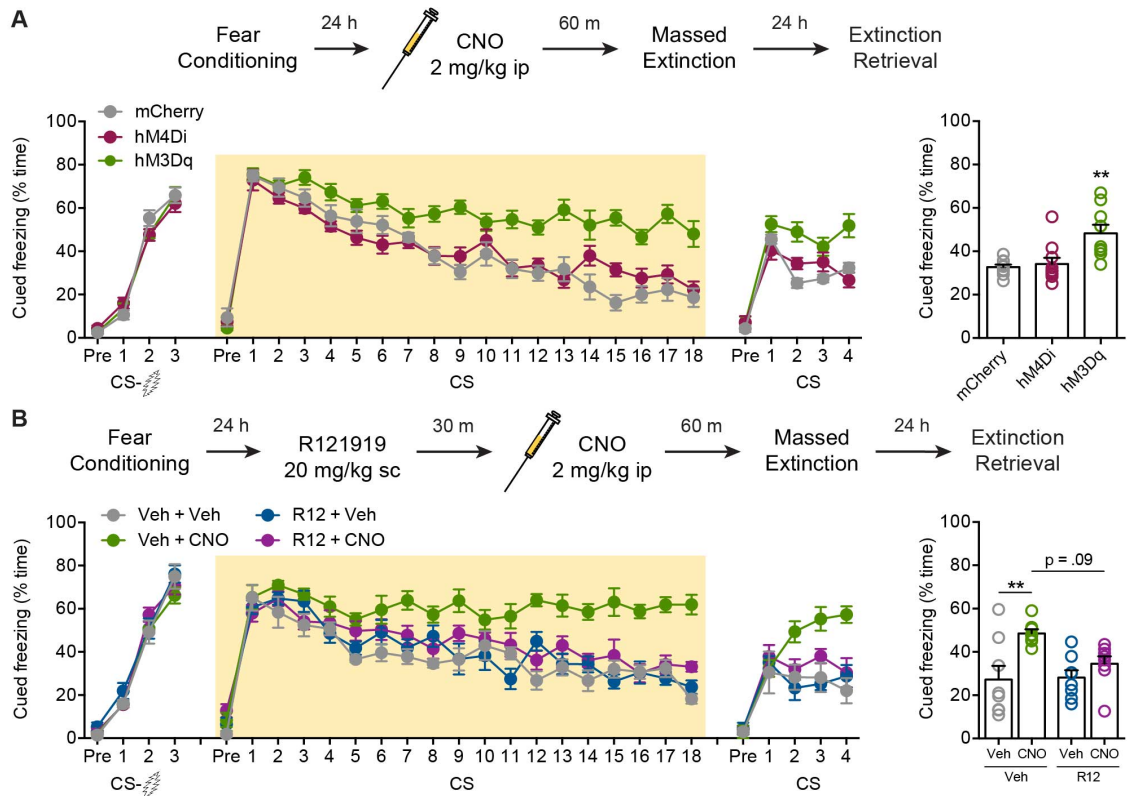 A
Fear
Conditioning
24 h
CNO
2 mg/kg ip
60 m
Massed
Extinction
24 h
Extinction
Retrieval
mCherry
hM4Di
hM3Dq
Cued freezing (% time)
100
80
60
40
20
0
Pre 1 2 3
CS-
Pre 1 2 3 4 5 6 7 8 9 10 11 12 13 14 15 16 17 18
CS
Pre 1 2 3 4
CS
Cued freezing (% time)
100
80
60
40
20
0
**
mCherry
hM4Di
hM3Dq
B
Fear
Conditioning
24 h
R121919
20 mg/kg sc
30 m
CNO
2 mg/kg ip
60 m
Massed
Extinction
24 h
Extinction
Retrieval
Veh + Veh
Veh + CNO
R12 + Veh
R12 + CNO
Cued freezing (% time)
100
80
60
40
20
0
Pre 1 2 3
CS-
Pre 1 2 3 4 5 6 7 8 9 10 11 12 13 14 15 16 17 18
CS
Pre 1 2 3 4
CS
Cued freezing (% time)
100
80
60
40
20
0
**
p = .09
Veh CNO Veh CNO
Veh R12